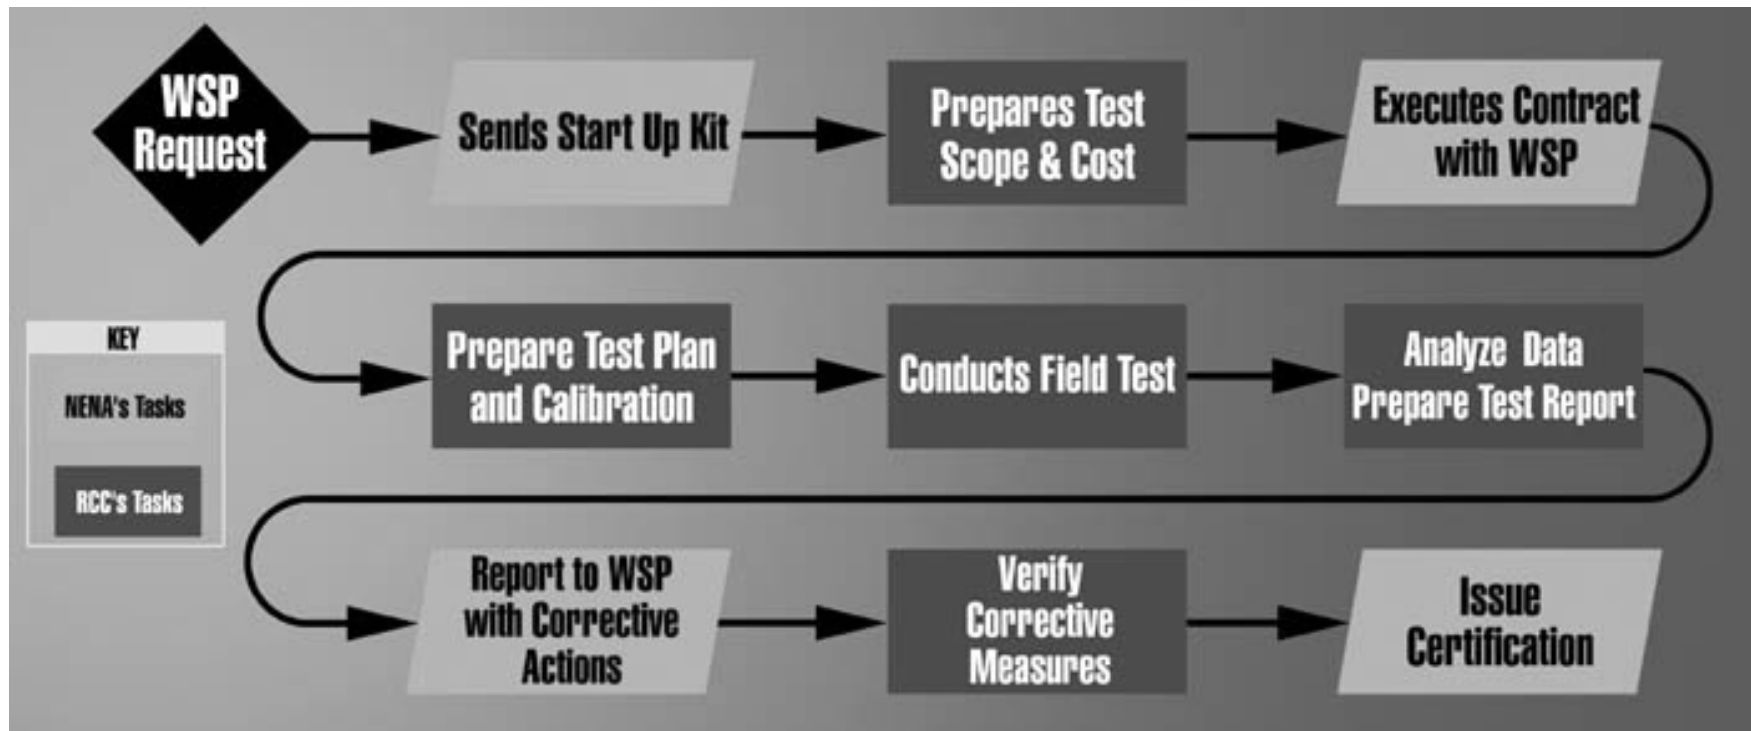 WSP
Request
Sends Start Up Kit
Prepares Test
Scope & Cost
Executes Contract
with WSP
Prepare Test Plan
and Calibration
Conducts Field Test
Analyze Data
Prepare Test Report
KEY
NENA's Tasks
RCC's Tasks
Report to WSP
with Corrective
Actions
Verify
Corrective
Measures
Issue
Certification